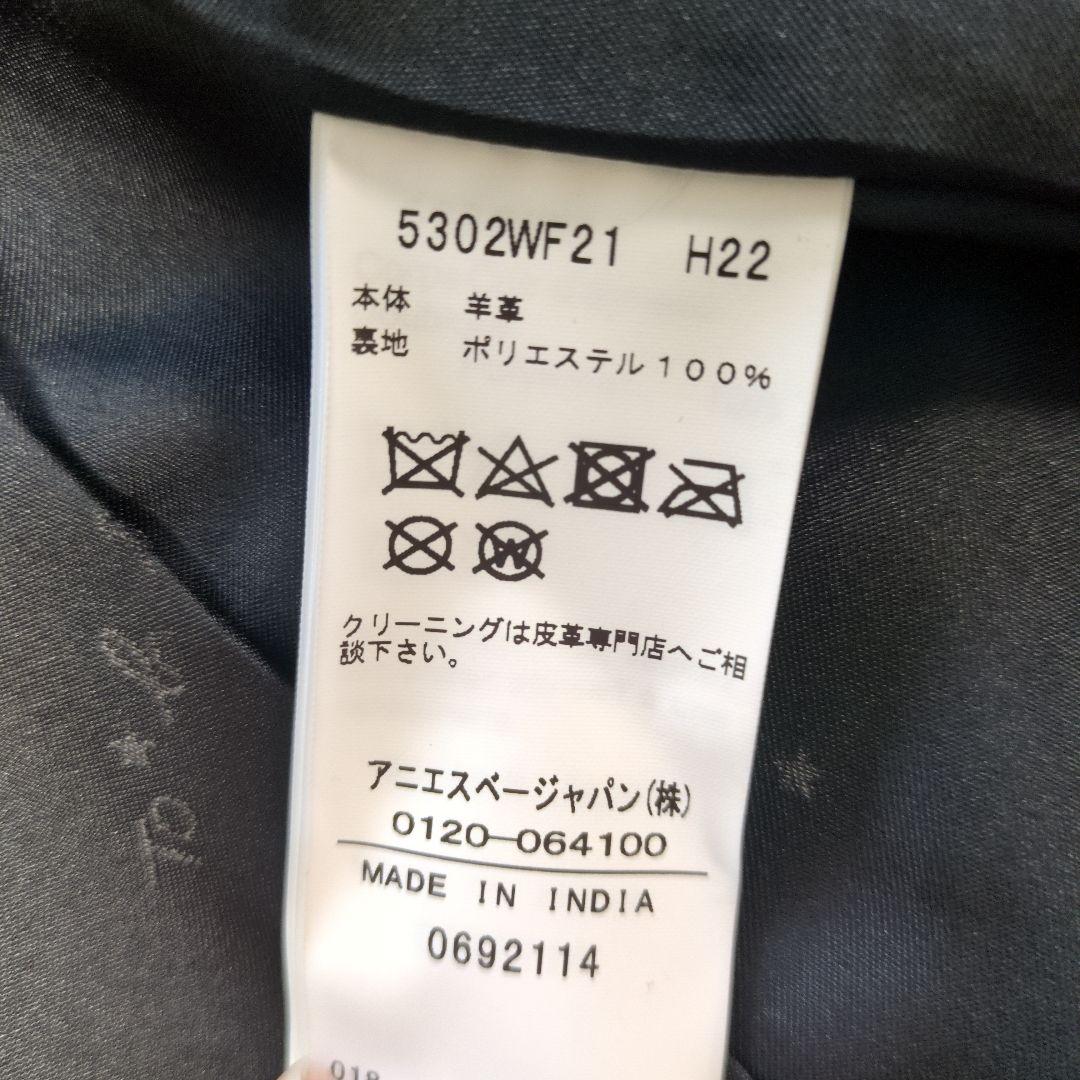 5302WF21 H22
本体 羊革
裏地 ポリエステル100%
W
クリーニングは皮革専門店へご相
談下さい。
アニエスベージャパン(株)
0120-064100
MADE IN INDIA
0692114
018